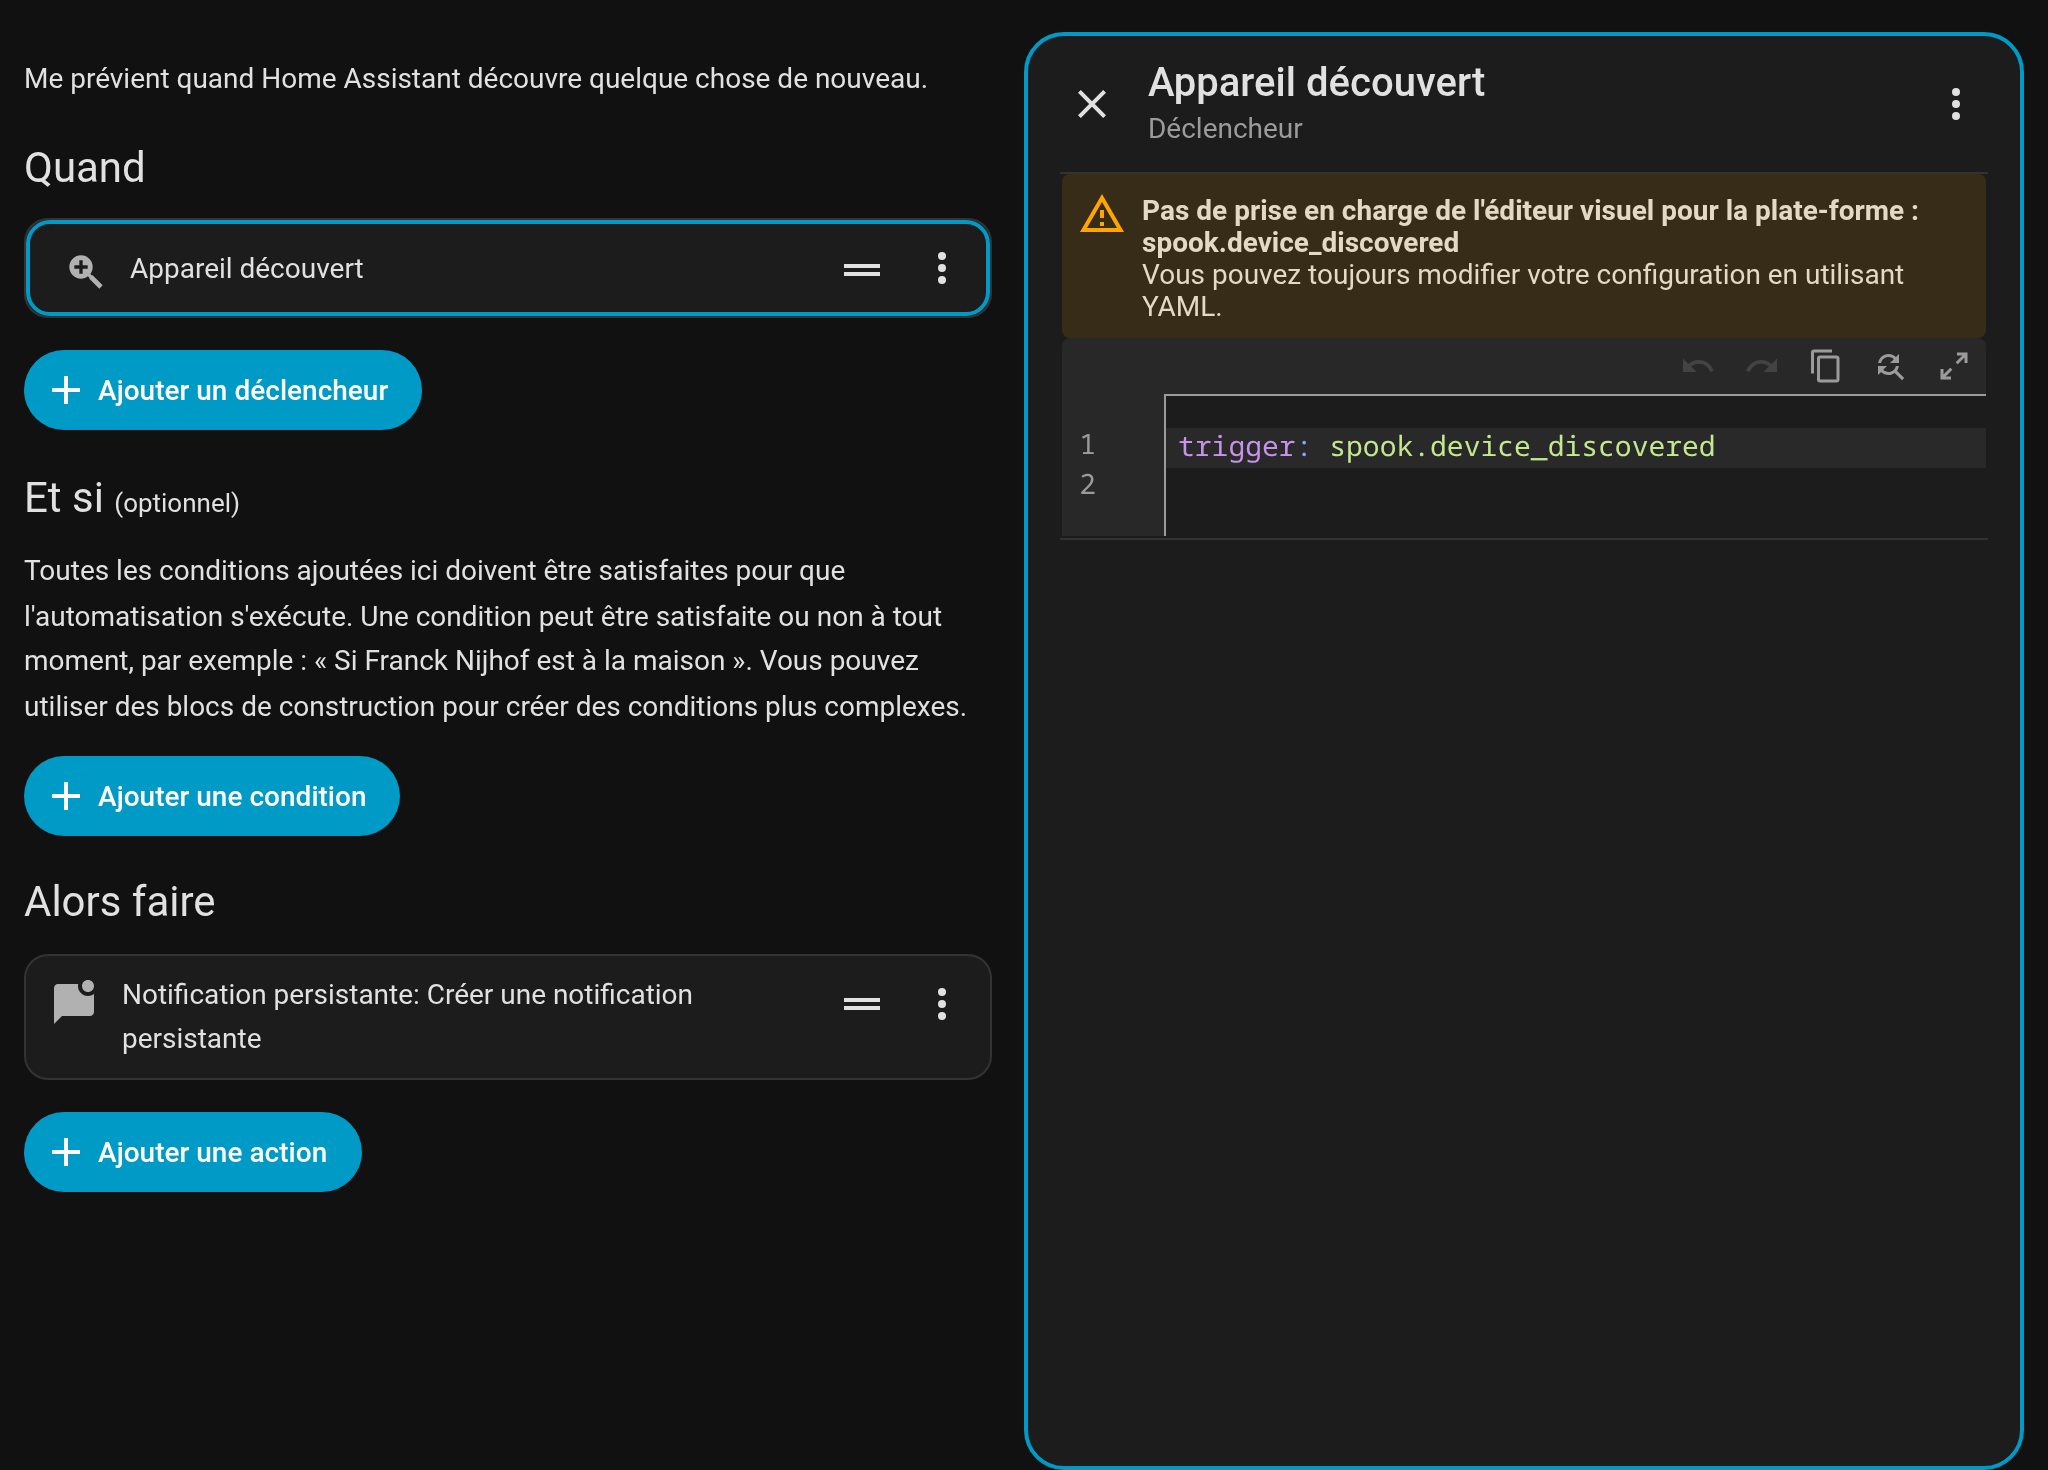 Me prévient quand Home Assistant découvre quelque chose de nouveau.
Quand
Appareil découvert
Ajouter un déclencheur
Et si (optionnel)
Toutes les conditions ajoutées ici doivent être satisfaites pour que
l'automatisation s'exécute. Une condition peut être satisfaite ou non à tout
moment, par exemple : « Si Franck Nijhof est à la maison ». Vous pouvez
utiliser des blocs de construction pour créer des conditions plus complexes.
Ajouter une condition
Alors faire
Notification persistante: Créer une notification
persistante
Ajouter une action
Appareil découvert
Déclencheur
Pas de prise en charge de l'éditeur visuel pour la plate-forme :
spook.device_discovered
Vous pouvez toujours modifier votre configuration en utilisant
YAML.
1 trigger: spook.device_discovered
2